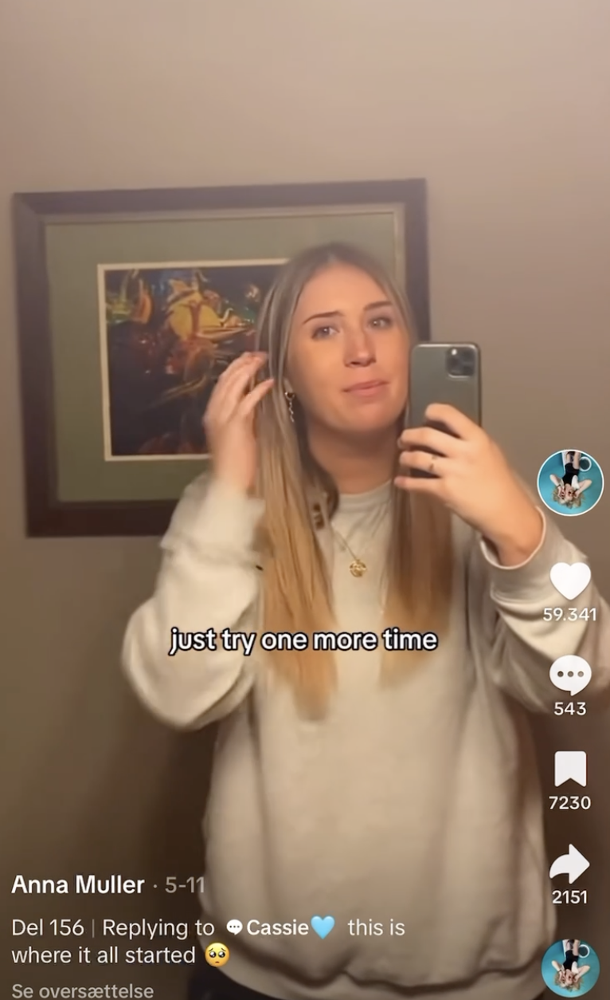 just try one more time
59.341
543
7230
2151
Anna Muller · 5-11
Del 156 | Replying to 💬Cassie🩵 this is
where it all started 🥺
Se oversættelse